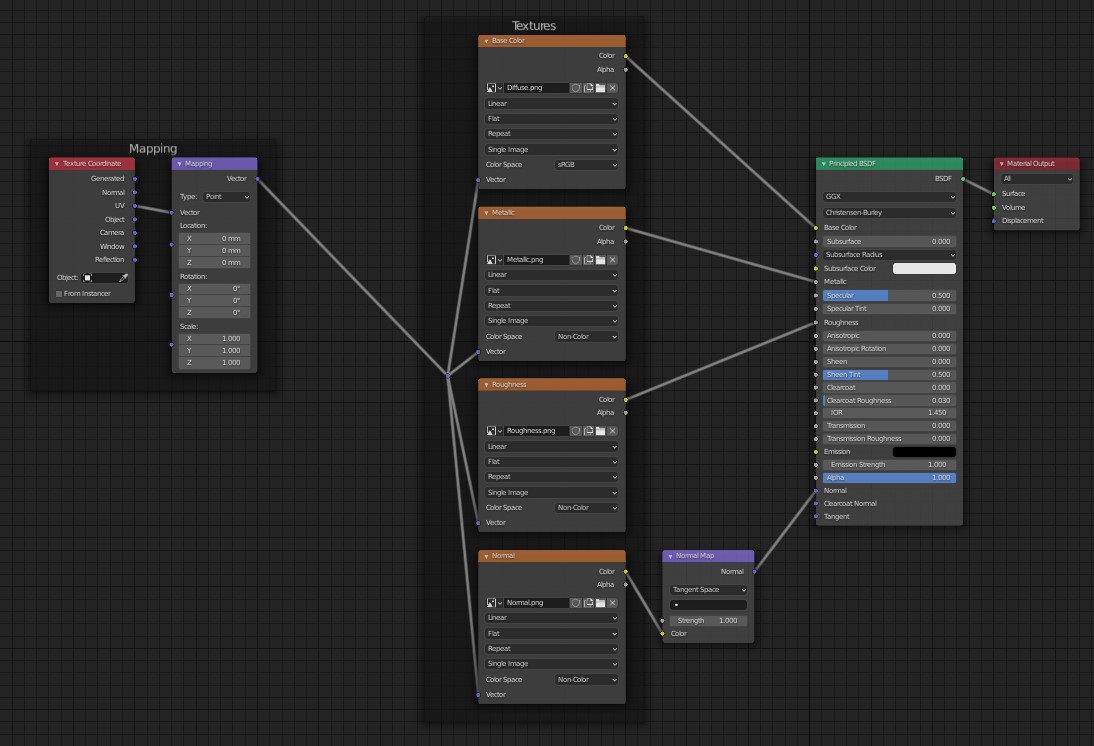 Mapping
Texture Coordinate
Generated
Normal
UV
Object
Camera
Window
Reflection
Object:
From Instancer
Mapping
Vector
Type: Point
Vector
Location:
X 0 mm
Y 0 mm
Z 0 mm
Rotation:
X 0°
Y 0°
Z 0°
Scale:
X 1.000
Y 1.000
Z 1.000
Textures
Base Color
Color
Alpha
Diffuse.png
Linear
Flat
Repeat
Single Image
Color Space sRGB
Vector
Metallic
Color
Alpha
Metallic.png
Linear
Flat
Repeat
Single Image
Color Space Non-Color
Vector
Roughness
Color
Alpha
Roughness.png
Linear
Flat
Repeat
Single Image
Color Space Non-Color
Vector
Normal
Color
Alpha
Normal.png
Linear
Flat
Repeat
Single Image
Color Space Non-Color
Vector
Normal Map
Normal
Tangent Space
Strength 1.000
Color
Principled BSDF
BSDF
GGX
Christensen-Burley
Base Color
Subsurface 0.000
Subsurface Radius
Subsurface Color
Metallic
Specular 0.500
Specular Tint 0.000
Roughness
Anisotropic 0.000
Anisotropic Rotation 0.000
Sheen 0.000
Sheen Tint 0.500
Clearcoat 0.000
Clearcoat Roughness 0.030
IOR 1.450
Transmission 0.000
Transmission Roughness 0.000
Emission
Emission Strength 1.000
Alpha 1.000
Normal
Clearcoat Normal
Tangent
Material Output
All
Surface
Volume
Displacement